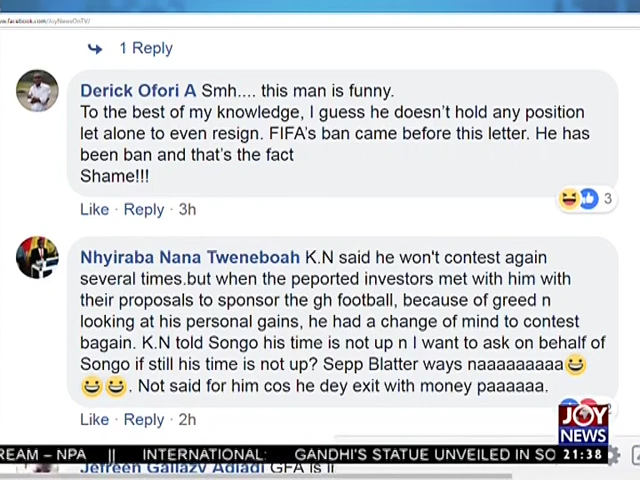 w.facebook.com/JoyNewsOnTV/
1 Reply
Derick Ofori A Smh.... this man is funny.
To the best of my knowledge, I guess he doesn't hold any position
let alone to even resign. FIFA's ban came before this letter. He has
been ban and that's the fact
Shame!!!
3
Like · Reply · 3h
Nhyiraba Nana Tweneboah K.N said he won't contest again
several times.but when the peported investors met with him with
their proposals to sponsor the gh football, because of greed n
looking at his personal gains, he had a change of mind to contest
bagain. K.N told Songo his time is not up n I want to ask on behalf of
Songo if still his time is not up? Sepp Blatter ways naaaaaaaaa😀
😀😀. Not said for him cos he dey exit with money paaaaaa.
Like · Reply · 2h
JOY
NEWS
REAM – NPA || INTERNATIONAL: GANDHI'S STATUE UNVEILED IN SO
21:38
GFA is ll